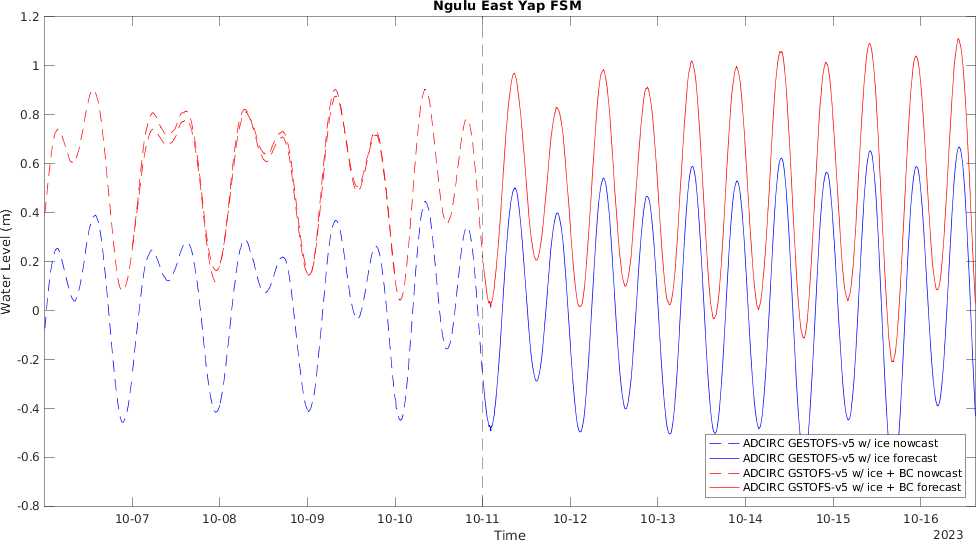 Ngulu East Yap FSM
1.2
1
0.8
0.6
0.4
0.2
0
-0.2
-0.4
-0.6
-0.8
Water Level (m)
ADCIRC GESTOFS-v5 w/ ice nowcast
ADCIRC GESTOFS-v5 w/ ice forecast
ADCIRC GSTOFS-v5 w/ ice + BC nowcast
ADCIRC GSTOFS-v5 w/ ice + BC forecast
10-07 10-08 10-09 10-10 10-11 10-12 10-13 10-14 10-15 10-16
Time
2023